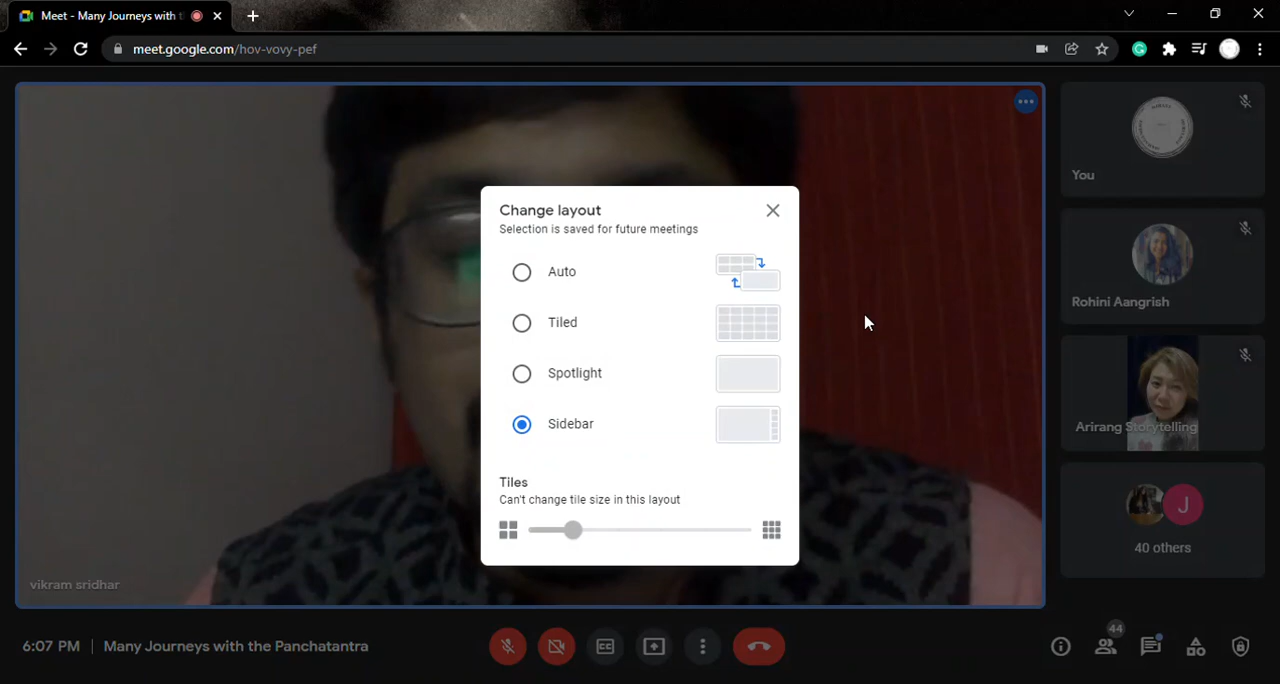 Meet - Many Journeys with t
meet.google.com/hov-vovy-pef
You
Rohini Aangrish
Arirang Storytelling
J
40 others
Change layout
Selection is saved for future meetings
Auto
Tiled
Spotlight
Sidebar
Tiles
Can't change tile size in this layout
vikram sridhar
6:07 PM | Many Journeys with the Panchatantra
CC
44